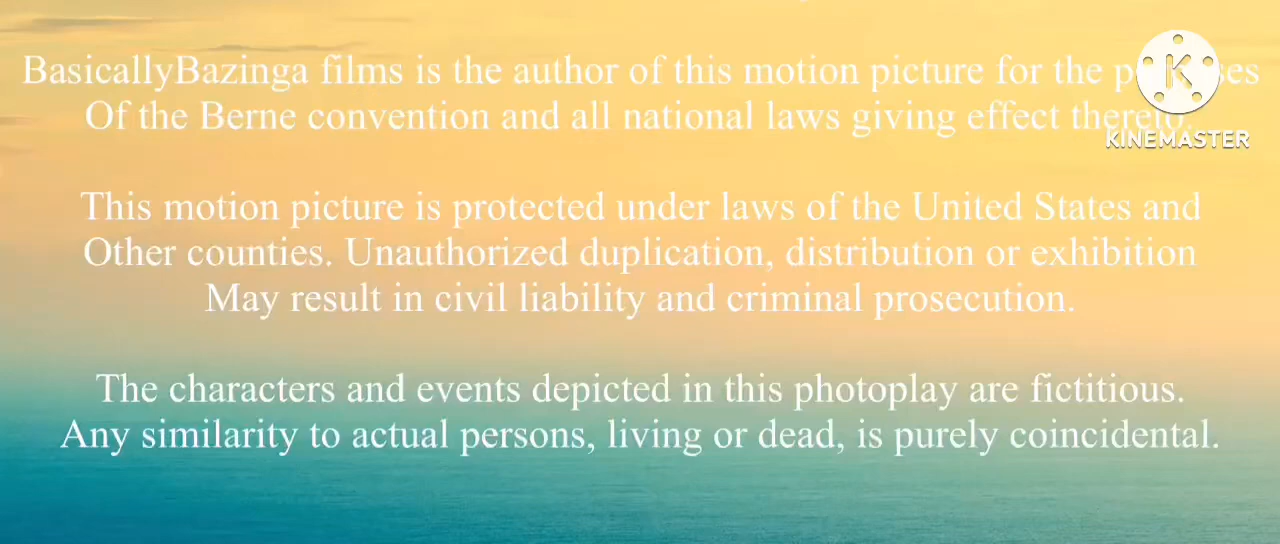 BasicallyBazinga films is the author of this motion picture for the
Of the Berne convention and all national laws giving effect thereto.
KINEMASTER
This motion picture is protected under laws of the United States and
Other counties. Unauthorized duplication, distribution or exhibition
May result in civil liability and criminal prosecution.
The characters and events depicted in this photoplay are fictitious.
Any similarity to actual persons, living or dead, is purely coincidental.